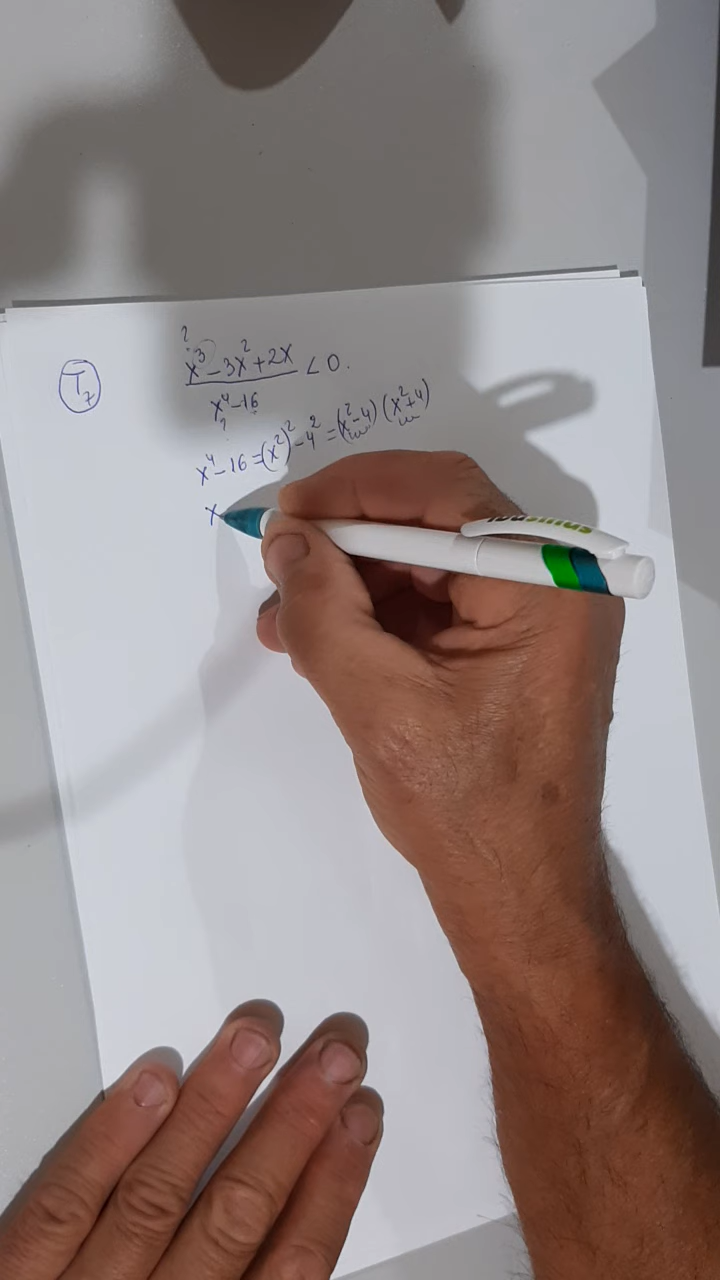 ?
T₇ x³-3x²+2x / x⁴-16 < 0.
?
x⁴-16=(x²)²-4²=(x²-4)(x²+4)
x